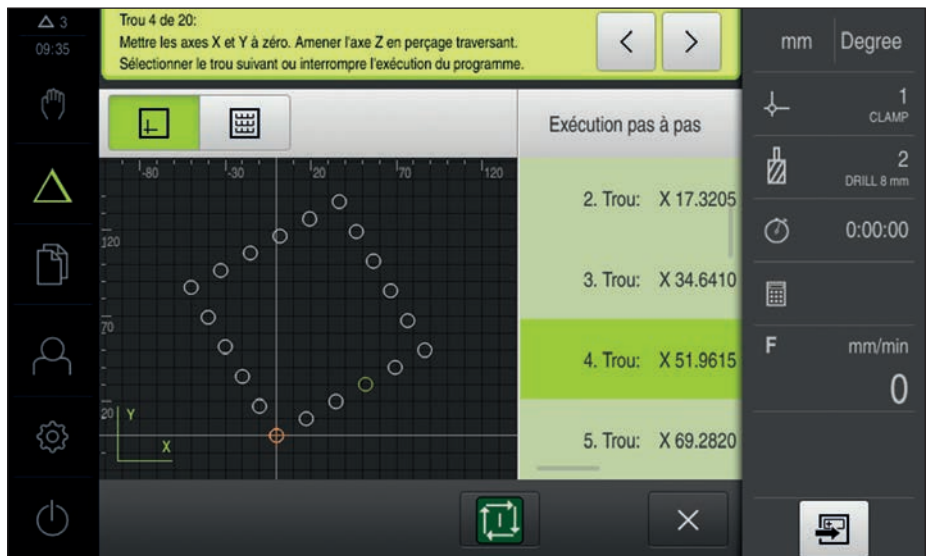 3
09:35
Trou 4 de 20:
Mettre les axes X et Y à zéro. Amener l'axe Z en perçage traversant.
Sélectionner le trou suivant ou interrompre l'exécution du programme.
mm Degree
Exécution pas à pas
1
CLAMP
2
DRILL 8 mm
0:00:00
F mm/min
0
-80 -30 20 70 120
120
70
20
Y
X
2. Trou: X 17.3205
3. Trou: X 34.6410
4. Trou: X 51.9615
5. Trou: X 69.2820